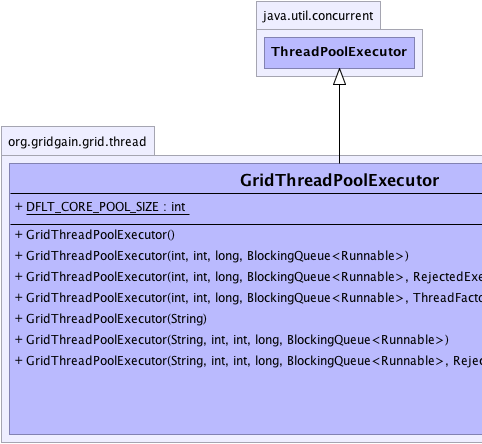 java.util.concurrent
ThreadPoolExecutor
org.gridgain.grid.thread
GridThreadPoolExecutor
+ DFLT_CORE_POOL_SIZE : int
+ GridThreadPoolExecutor()
+ GridThreadPoolExecutor(int, int, long, BlockingQueue<Runnable>)
+ GridThreadPoolExecutor(int, int, long, BlockingQueue<Runnable>, RejectedExe
+ GridThreadPoolExecutor(int, int, long, BlockingQueue<Runnable>, ThreadFacto
+ GridThreadPoolExecutor(String)
+ GridThreadPoolExecutor(String, int, int, long, BlockingQueue<Runnable>)
+ GridThreadPoolExecutor(String, int, int, long, BlockingQueue<Runnable>, Rejec